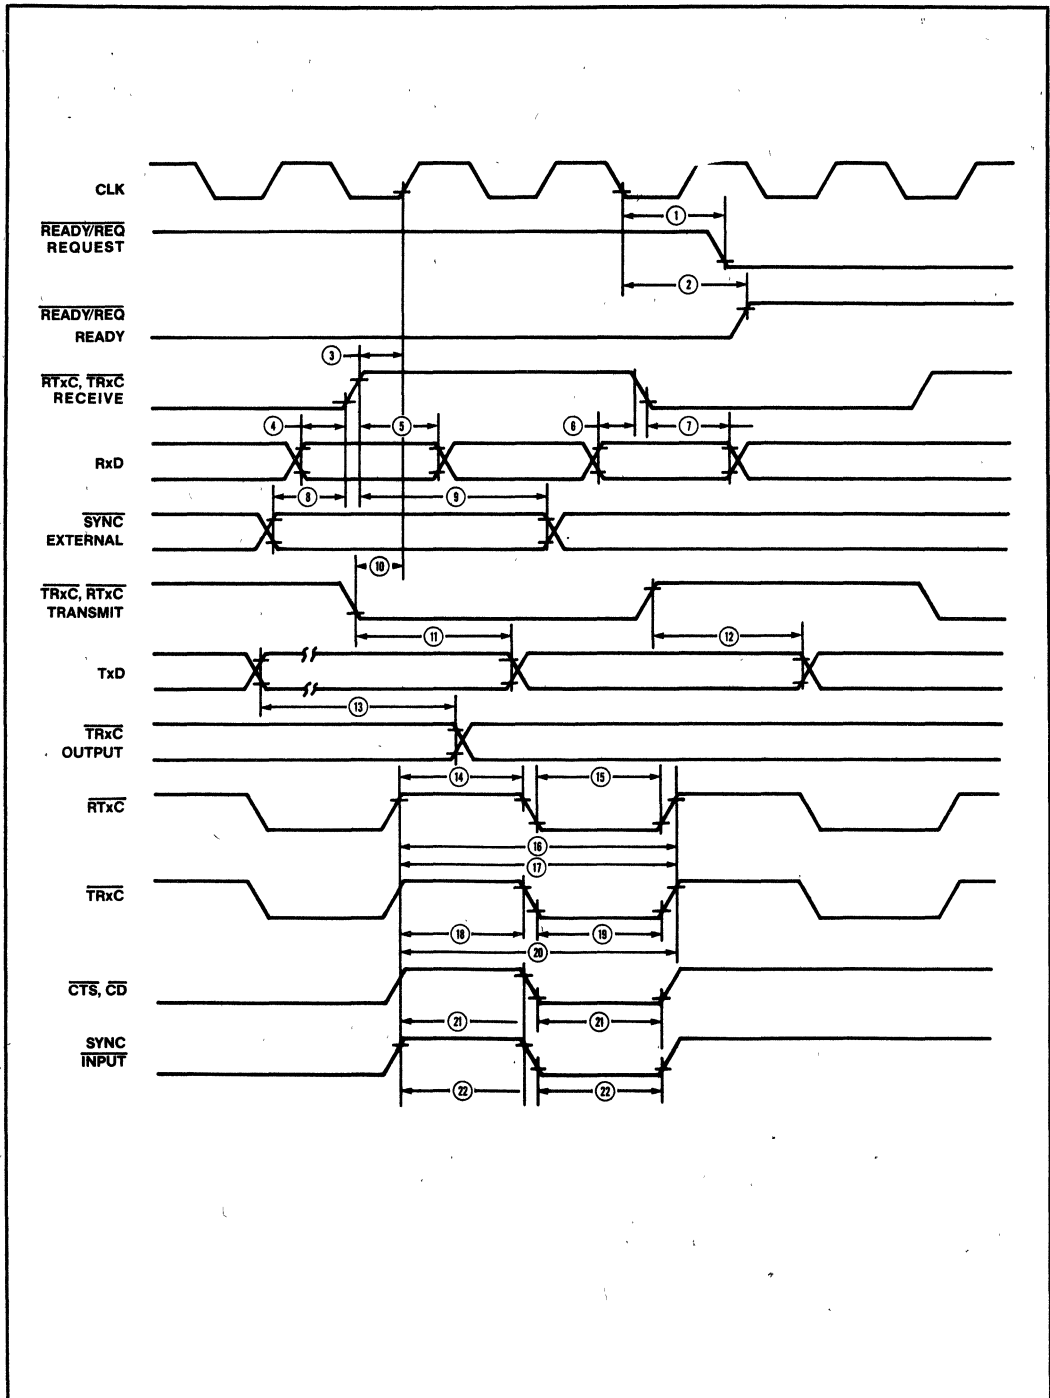 CLK
①
READY/REQ
REQUEST
②
READY/REQ
READY
③
RTxC, TRxC
RECEIVE
④ ⑤ ⑥ ⑦
RxD
⑧ ⑨
SYNC
EXTERNAL
⑩
TRxC, RTxC
TRANSMIT
⑪ ⑫
TxD
⑬
TRxC
OUTPUT
⑭ ⑮
RTxC
⑯
⑰
TRxC
⑱ ⑲
⑳
CTS, CD
㉑ ㉑
SYNC
INPUT
㉒ ㉒